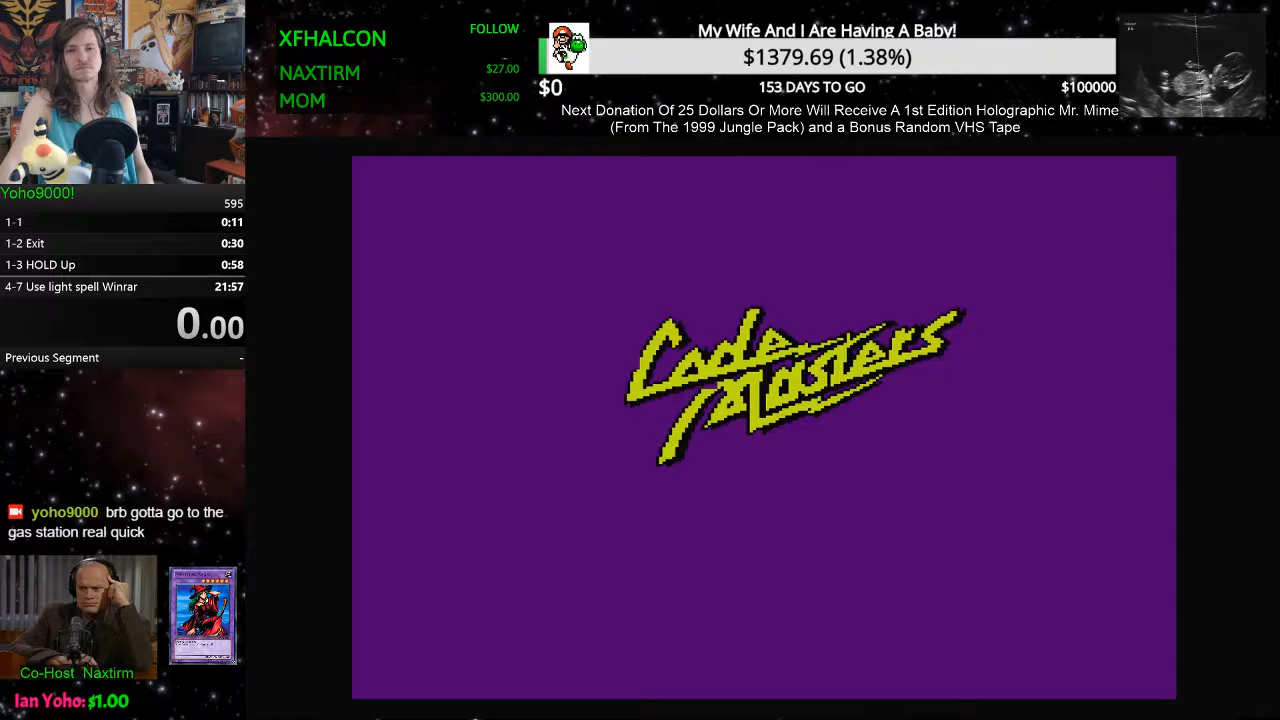 XFHALCON
FOLLOW
NAXTIRM
$27.00
MOM
$300.00
My Wife And I Are Having A Baby!
$1379.69 (1.38%)
$0
153 DAYS TO GO
$100000
Next Donation Of 25 Dollars Or More Will Receive A 1st Edition Holographic Mr. Mime
(From The 1999 Jungle Pack) and a Bonus Random VHS Tape
Yoho9000!
595
1-1 0:11
1-2 Exit 0:30
1-3 HOLD Up 0:58
4-7 Use light spell Winrar 21:57
0.00
Previous Segment -
Code
Masters
yoho9000 brb gotta go to the
gas station real quick
Co-Host Naxtirm
Ian Yoho: $1.00